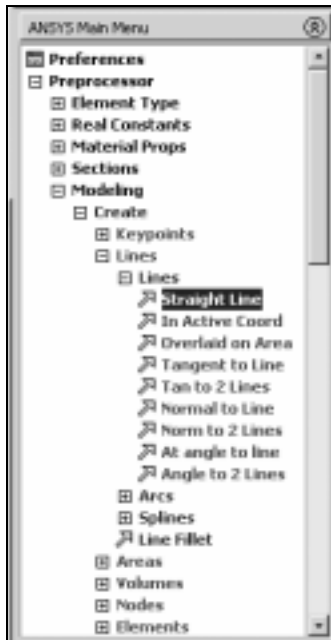 ANSYS Main Menu
Preferences
Preprocessor
Element Type
Real Constants
Material Props
Sections
Modeling
Create
Keypoints
Lines
Lines
Straight Line
In Active Coord
Overlaid on Area
Tangent to Line
Tan to 2 Lines
Normal to Line
Norm to 2 Lines
At angle to line
Angle to 2 Lines
Arcs
Splines
Line Fillet
Areas
Volumes
Nodes
Elements